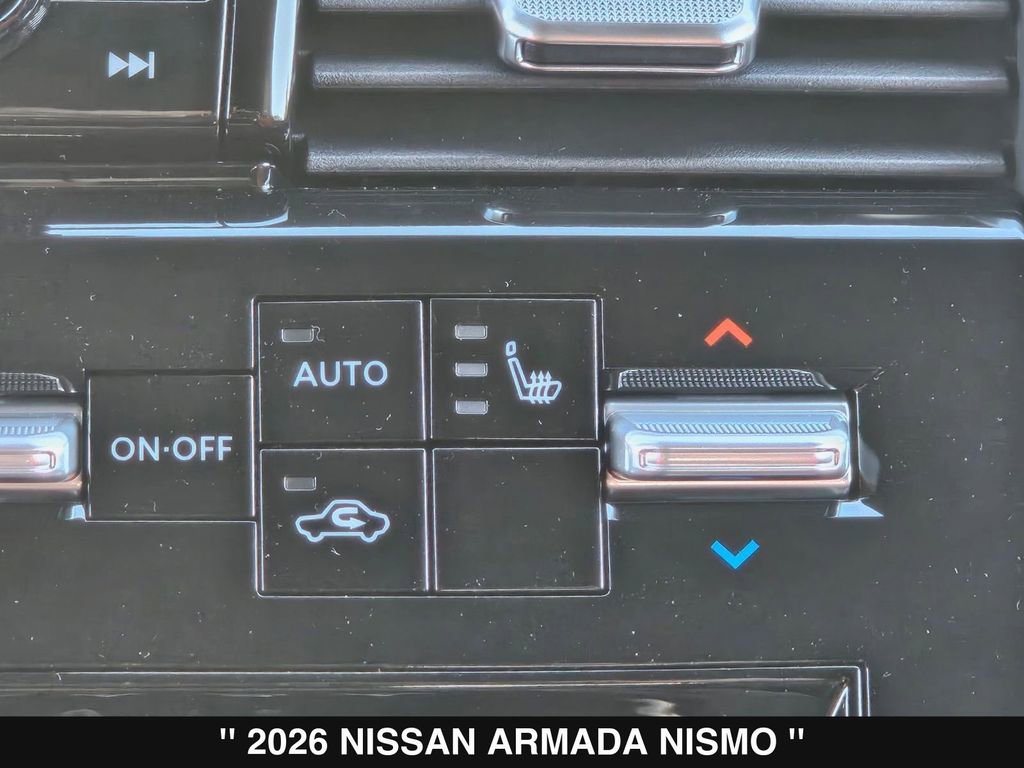 AUTO
ON·OFF
" 2026 NISSAN ARMADA NISMO "